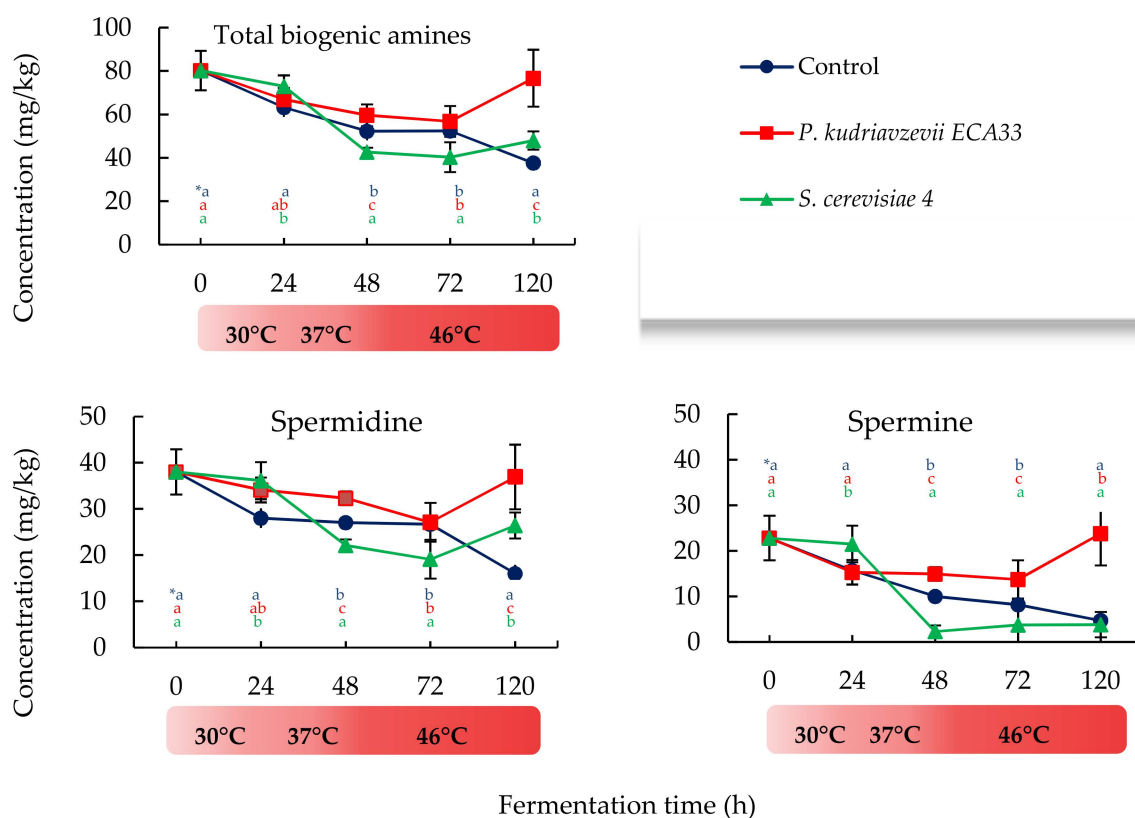 Total biogenic amines
Concentration (mg/kg)
100
80
60
40
20
0
*a a b b a
a ab c b c
a b a a b
0 24 48 72 120
30°C 37°C 46°C
Control
P. kudriavzevii ECA33
S. cerevisiae 4
Spermidine
Concentration (mg/kg)
50
40
30
20
10
0
*a a b b a
a ab c b c
a b a a b
0 24 48 72 120
30°C 37°C 46°C
Spermine
50
40
30
20
10
0
*a a b b a
a a c c b
a b a a a
0 24 48 72 120
30°C 37°C 46°C
Fermentation time (h)